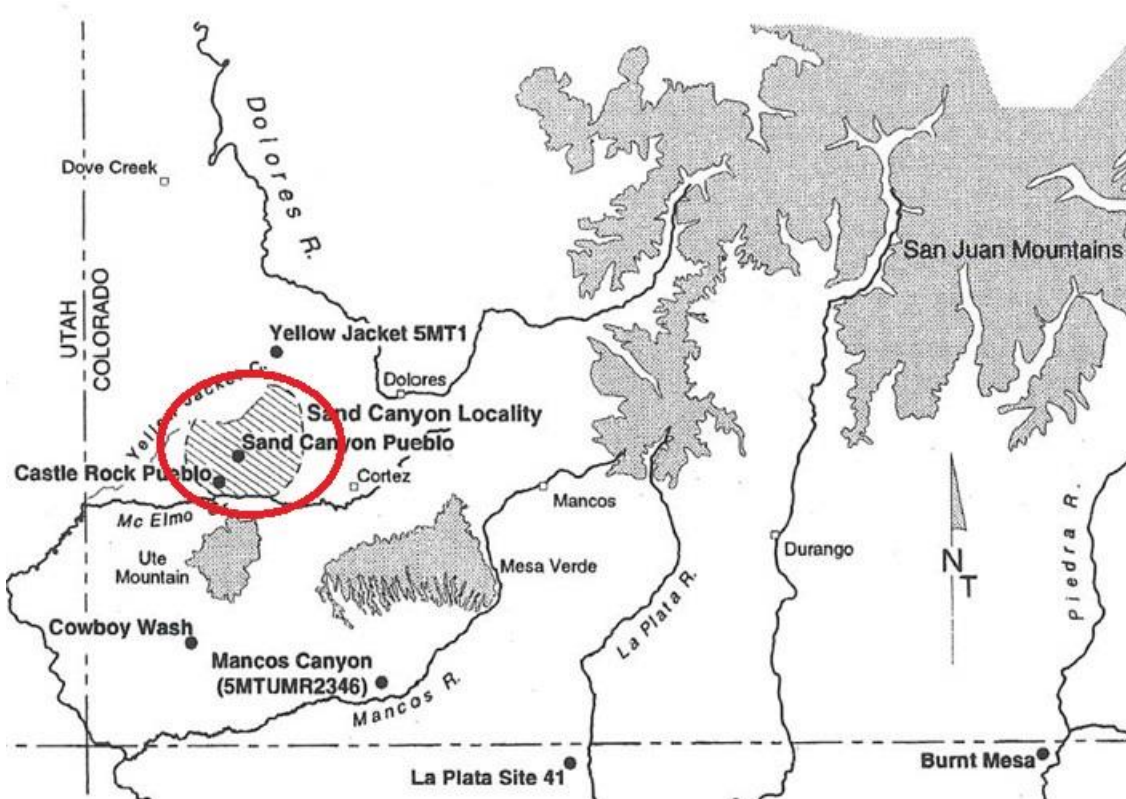 Dolores R.
Dove Creek
San Juan Mountains
UTAH
COLORADO
Yellow Jacket 5MT1
Yellow Jacket C.
Dolores
Sand Canyon Locality
Sand Canyon Pueblo
Castle Rock Pueblo
Cortez
Mancos
Mc Elmo
Ute
Mountain
Mesa Verde
Durango
N
T
Piedra R.
La Plata R.
Cowboy Wash
Mancos Canyon
(5MTUMR2346)
Mancos R.
La Plata Site 41
Burnt Mesa